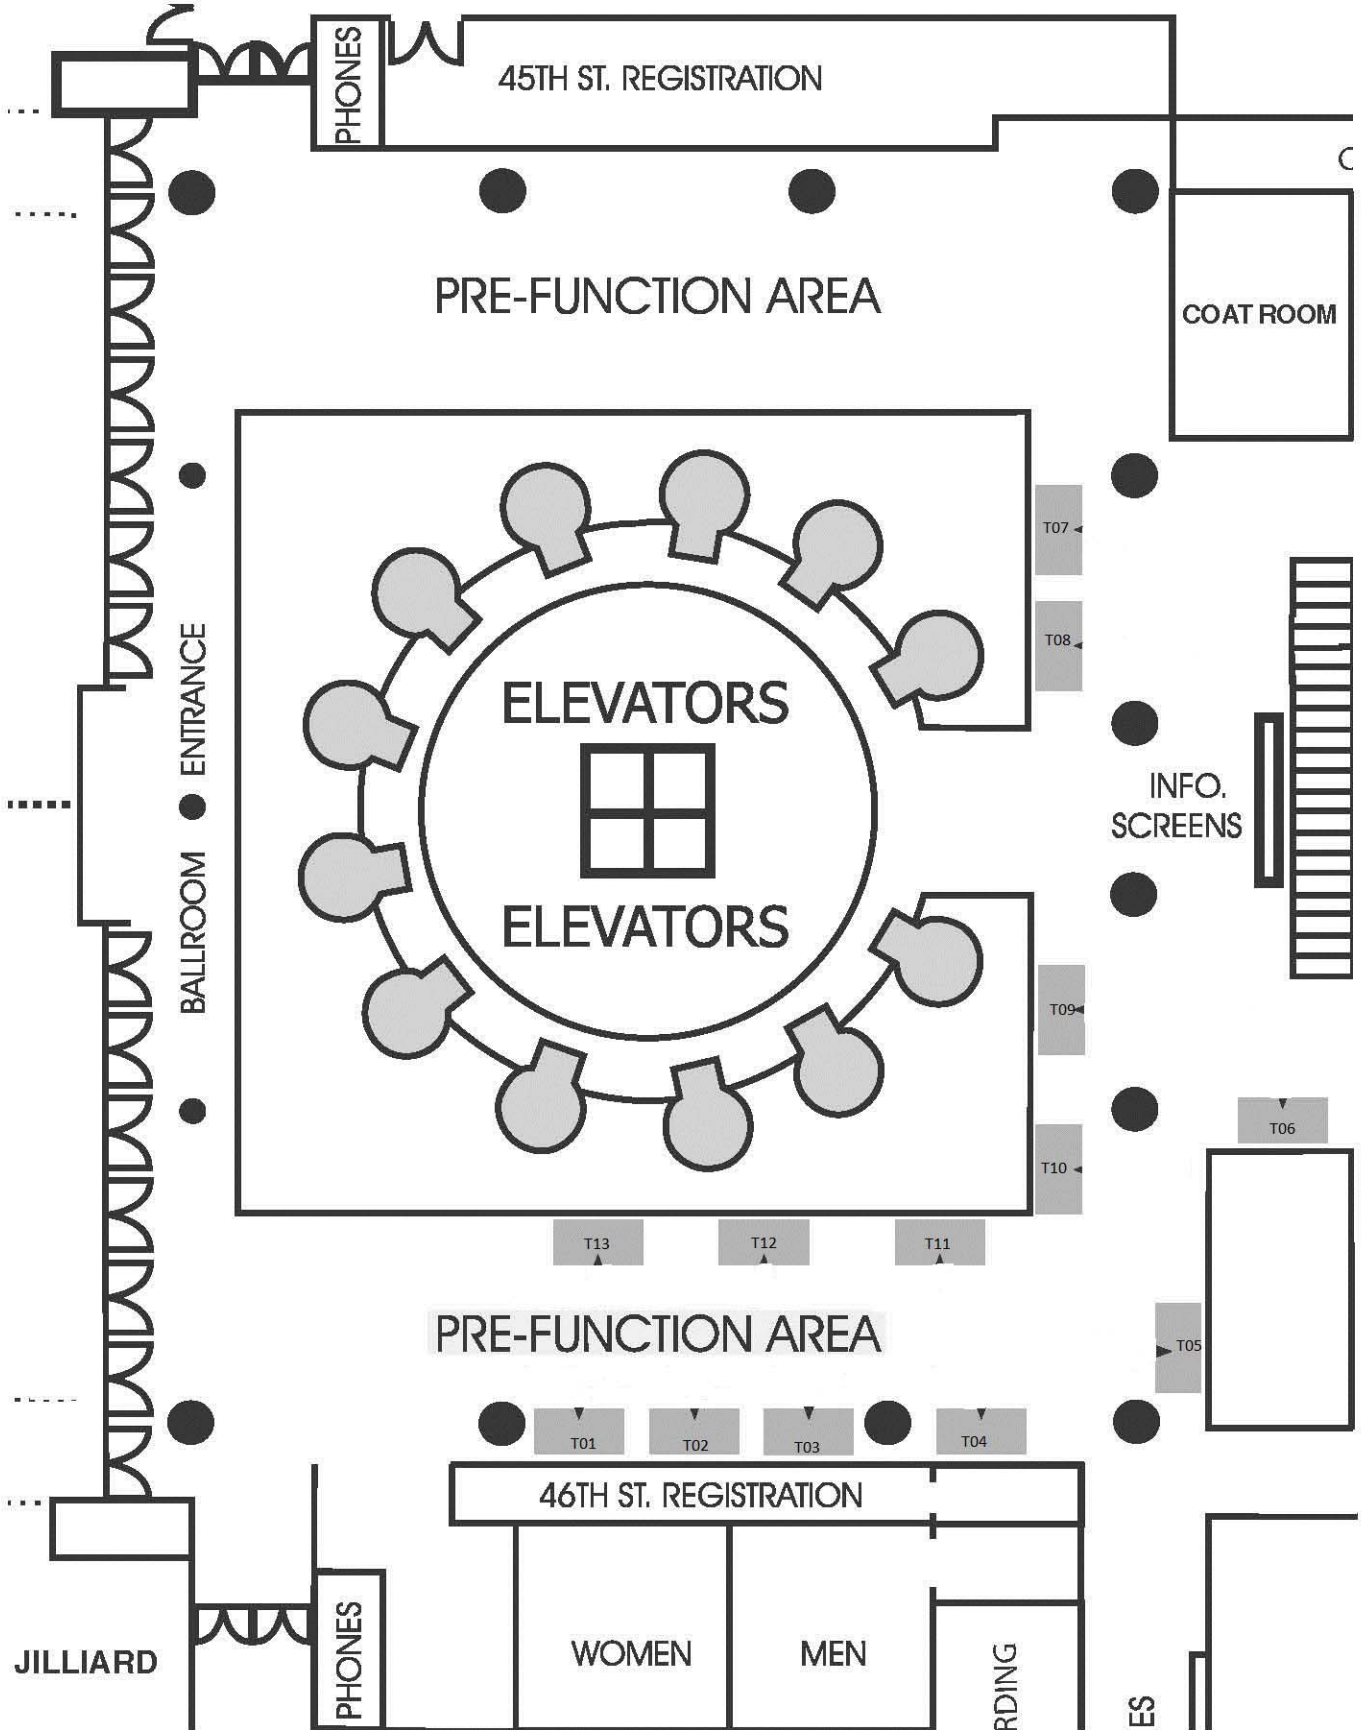 PHONES
45TH ST. REGISTRATION
PRE-FUNCTION AREA
COAT ROOM
T07
T08
ENTRANCE
ELEVATORS
INFO.
SCREENS
BALLROOM
ELEVATORS
T09
T06
T10
T13
T12
T11
PRE-FUNCTION AREA
T05
T01
T02
T03
T04
46TH ST. REGISTRATION
JILLIARD
PHONES
WOMEN
MEN
RDING
ES